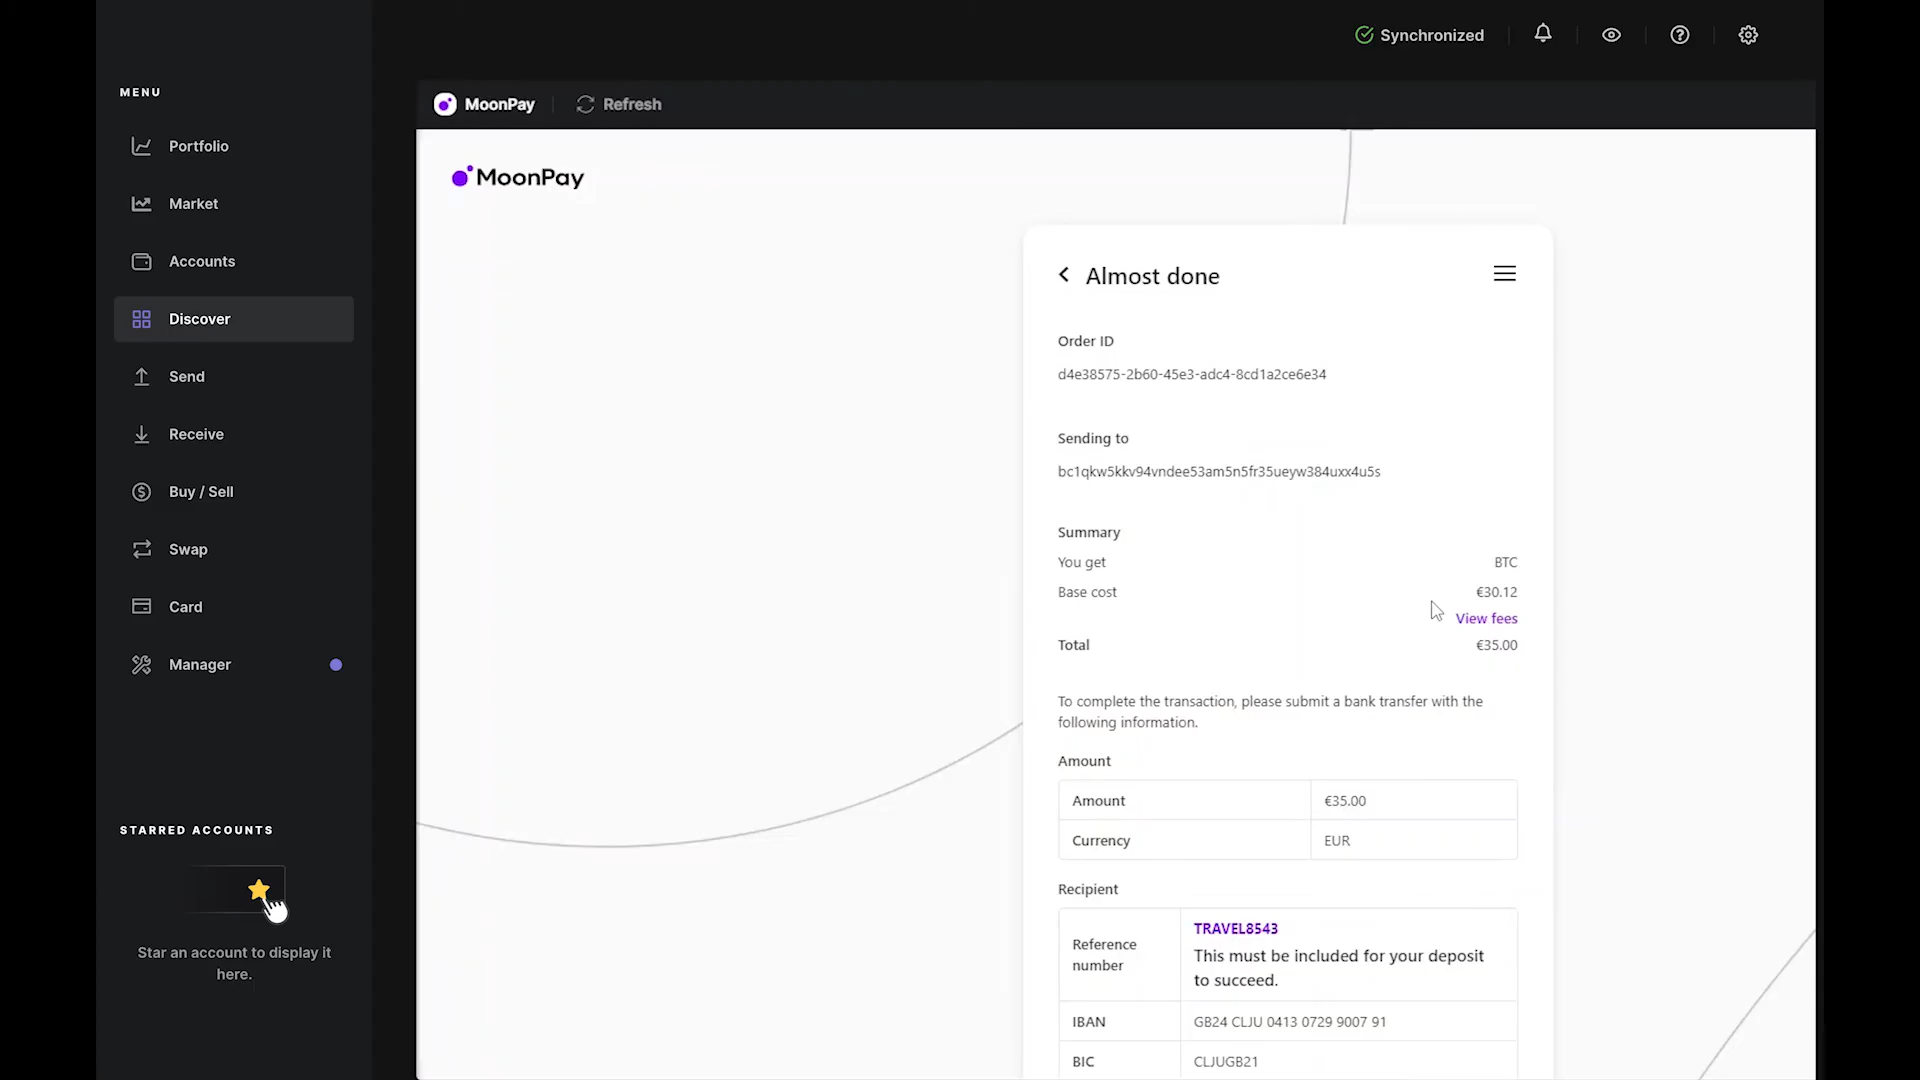 Synchronized
MENU
Portfolio
Market
Accounts
Discover
Send
Receive
Buy / Sell
Swap
Card
Manager
STARRED ACCOUNTS
Star an account to display it
here.
MoonPay
Refresh
MoonPay
Almost done
Order ID
d4e38575-2b60-45e3-adc4-8cd1a2ce6e34
Sending to
bc1qkw5kkv94vndee53am5n5fr35ueyw384uxx4u5s
Summary
You get BTC
Base cost €30.12
View fees
Total €35.00
To complete the transaction, please submit a bank transfer with the
following information.
Amount
Amount €35.00
Currency EUR
Recipient
Reference
number
TRAVEL8543
This must be included for your deposit
to succeed.
IBAN GB24 CLJU 0413 0729 9007 91
BIC CLJUGB21